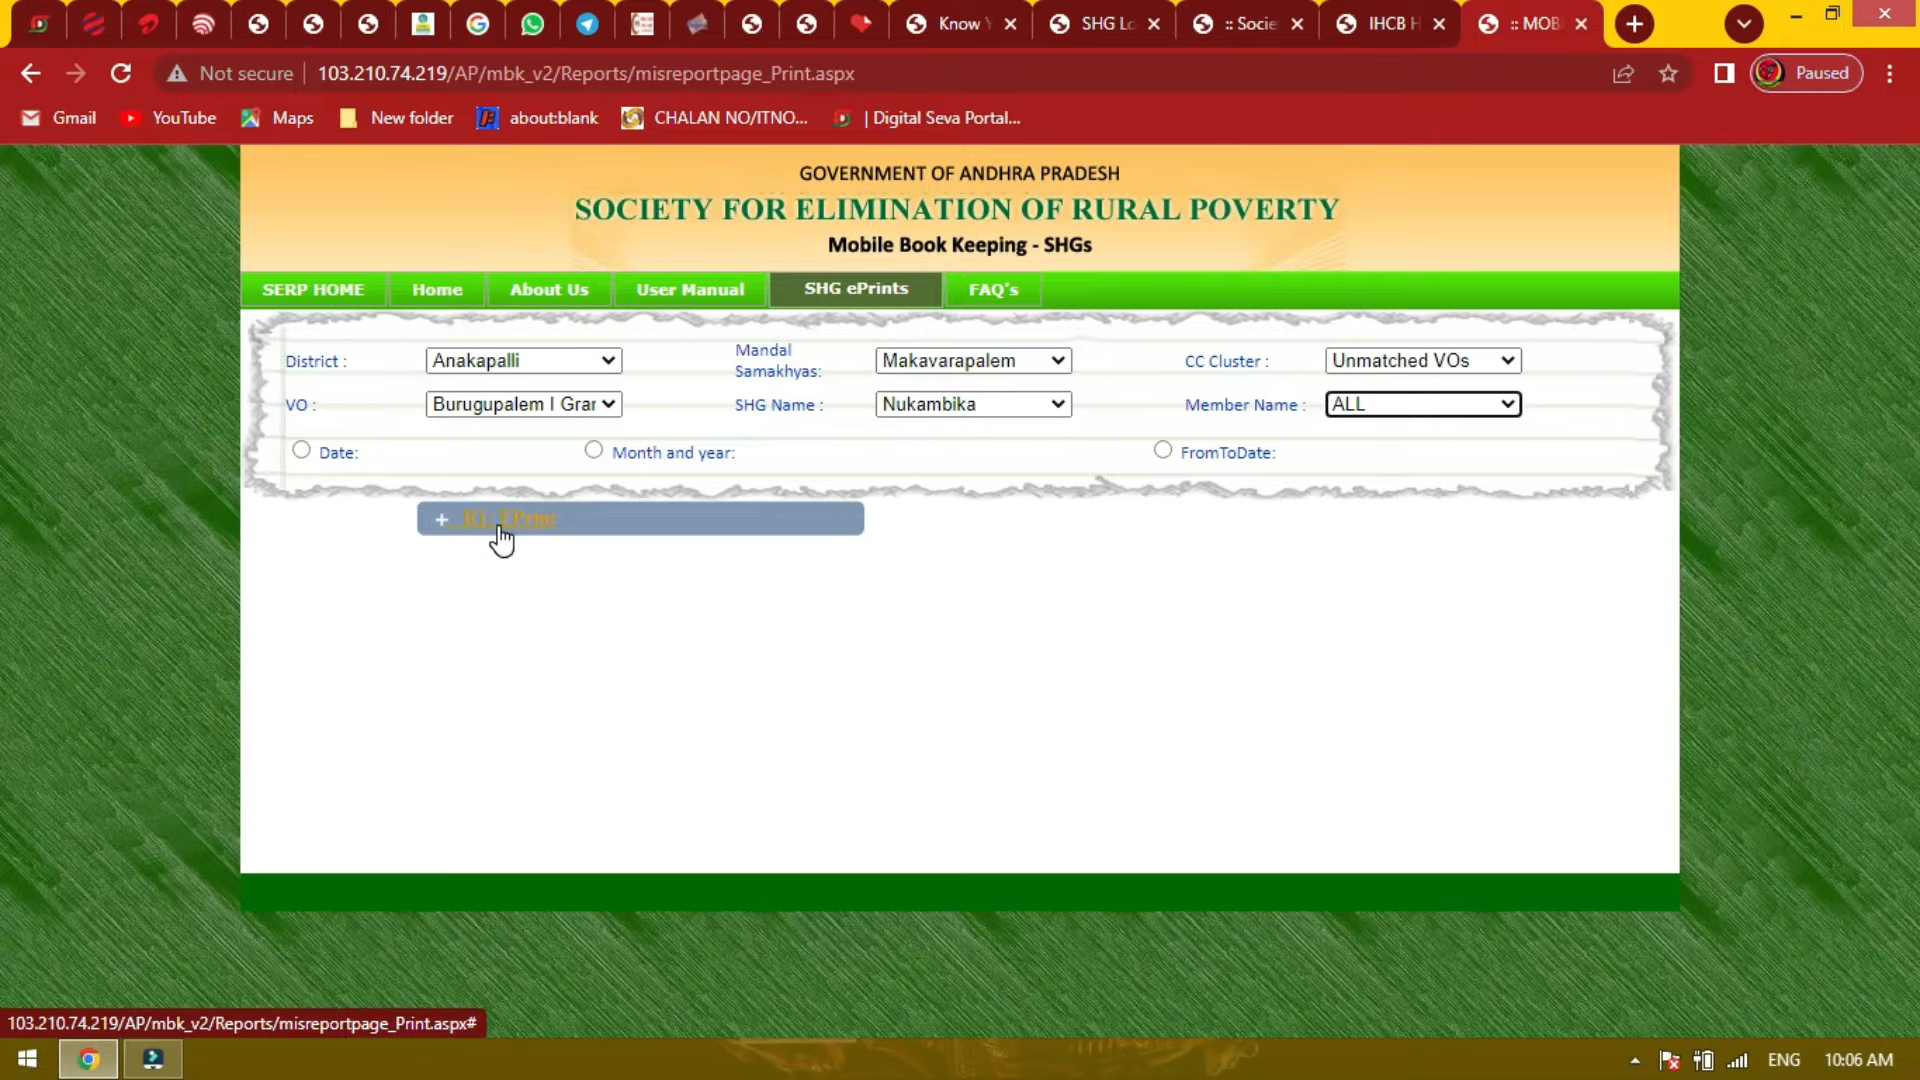 Know Y
SHG Lo
:: Socie
IHCB H
:: MOB
Not secure
103.210.74.219/AP/mbk_v2/Reports/misreportpage_Print.aspx
Paused
Gmail
YouTube
Maps
New folder
about:blank
CHALAN NO/ITNO...
| Digital Seva Portal...
GOVERNMENT OF ANDHRA PRADESH
SOCIETY FOR ELIMINATION OF RURAL POVERTY
Mobile Book Keeping - SHGs
SERP HOME
Home
About Us
User Manual
SHG ePrints
FAQ's
District :
Anakapalli
Mandal
Samakhyas:
Makavarapalem
CC Cluster :
Unmatched VOs
VO :
Burugupalem I Grar
SHG Name :
Nukambika
Member Name :
ALL
Date:
Month and year:
FromToDate:
+ R1: EPrint
103.210.74.219/AP/mbk_v2/Reports/misreportpage_Print.aspx#
ENG
10:06 AM